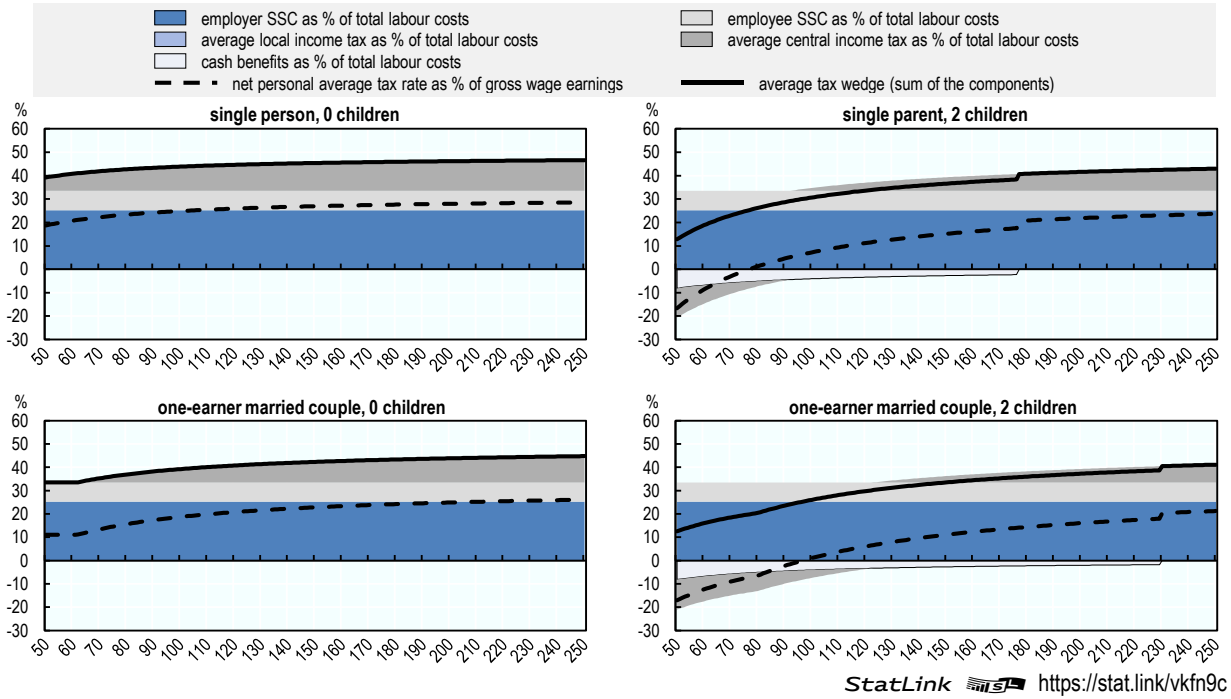 employer SSC as % of total labour costs
employee SSC as % of total labour costs
average local income tax as % of total labour costs
average central income tax as % of total labour costs
cash benefits as % of total labour costs
net personal average tax rate as % of gross wage earnings
average tax wedge (sum of the components)
%
single person, 0 children
60
50
40
30
20
10
0
-10
-20
-30
50 60 70 80 90 100 110 120 130 140 150 160 170 180 190 200 210 220 230 240 250
%
single parent, 2 children
60
50
40
30
20
10
0
-10
-20
-30
50 60 70 80 90 100 110 120 130 140 150 160 170 180 190 200 210 220 230 240 250
%
one-earner married couple, 0 children
60
50
40
30
20
10
0
-10
-20
-30
50 60 70 80 90 100 110 120 130 140 150 160 170 180 190 200 210 220 230 240 250
%
one-earner married couple, 2 children
60
50
40
30
20
10
0
-10
-20
-30
50 60 70 80 90 100 110 120 130 140 150 160 170 180 190 200 210 220 230 240 250
StatLink https://stat.link/vkfn9c